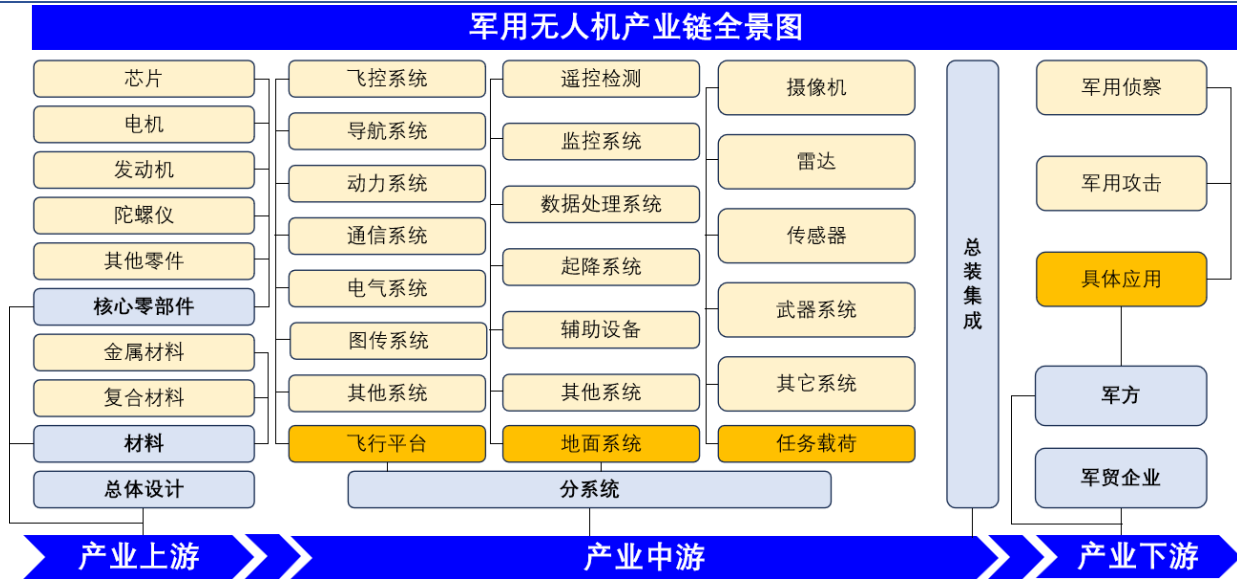 军用无人机产业链全景图
芯片
电机
发动机
陀螺仪
其他零件
核心零部件
金属材料
复合材料
材料
总体设计
飞控系统
导航系统
动力系统
通信系统
电气系统
图传系统
其他系统
飞行平台
遥控检测
监控系统
数据处理系统
起降系统
辅助设备
其他系统
地面系统
摄像机
雷达
传感器
武器系统
其它系统
任务载荷
分系统
总装集成
军用侦察
军用攻击
具体应用
军方
军贸企业
产业上游
产业中游
产业下游